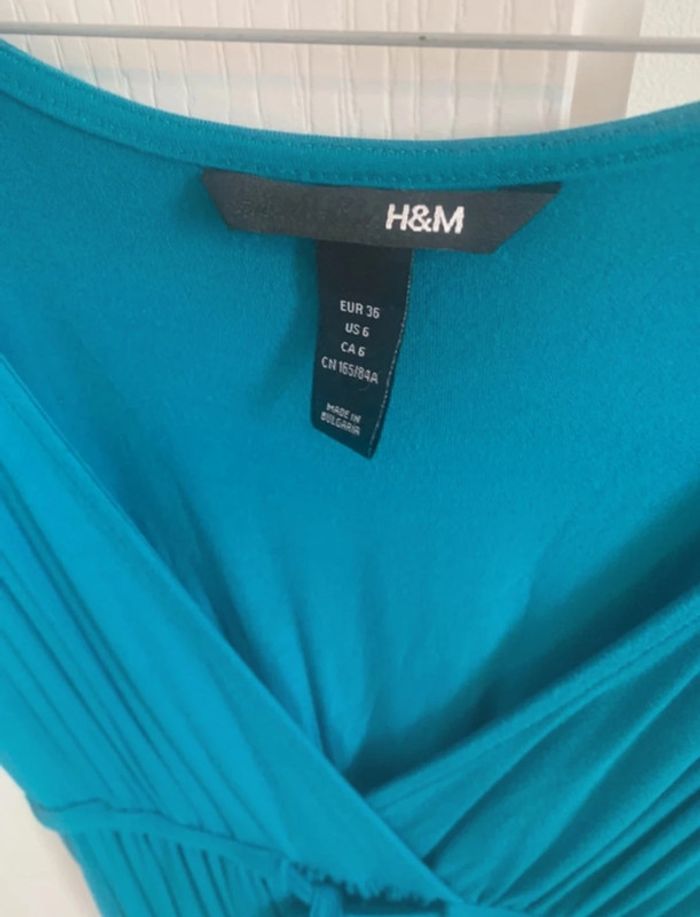 H&M
EUR 36
US 6
CA 6
CN 165/84A
MADE IN
BULGARIA